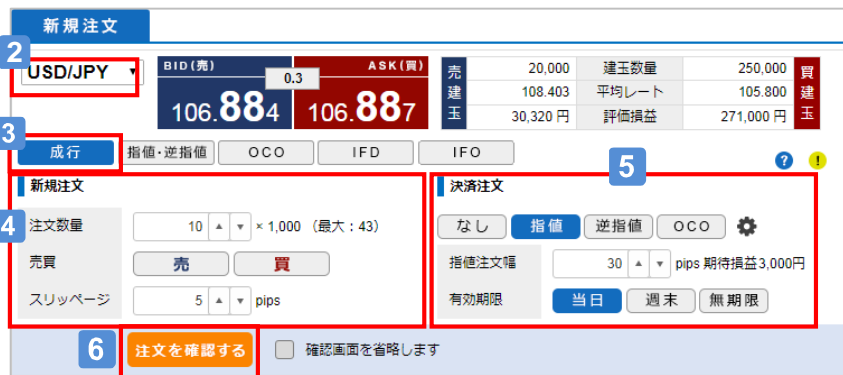 新規注文
2
USD/JPY
BID(売) 0.3 ASK(買)
106.884 106.887
売建玉 20,000 建玉数量 250,000 買建玉
108.403 平均レート 105.800
30,320 円 評価損益 271,000 円
3
成行 指値・逆指値 OCO IFD IFO ? !
5
新規注文
4
注文数量 10 ▲ ▼ × 1,000 (最大:43)
売買 売 買
スリッページ 5 ▲ ▼ pips
決済注文
なし 指値 逆指値 OCO
指値注文幅 30 ▲ ▼ pips 期待損益3,000円
有効期限 当日 週末 無期限
6
注文を確認する 確認画面を省略します